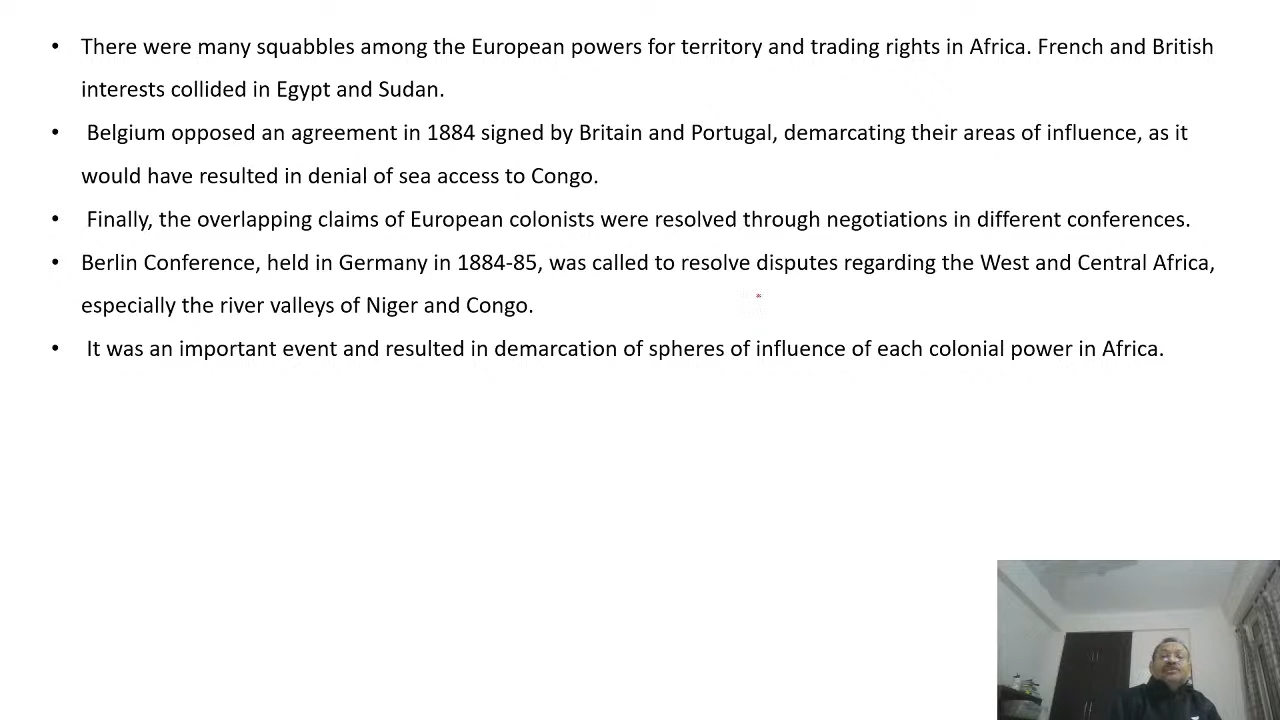 • There were many squabbles among the European powers for territory and trading rights in Africa. French and British
interests collided in Egypt and Sudan.
• Belgium opposed an agreement in 1884 signed by Britain and Portugal, demarcating their areas of influence, as it
would have resulted in denial of sea access to Congo.
• Finally, the overlapping claims of European colonists were resolved through negotiations in different conferences.
• Berlin Conference, held in Germany in 1884-85, was called to resolve disputes regarding the West and Central Africa,
especially the river valleys of Niger and Congo.
• It was an important event and resulted in demarcation of spheres of influence of each colonial power in Africa.